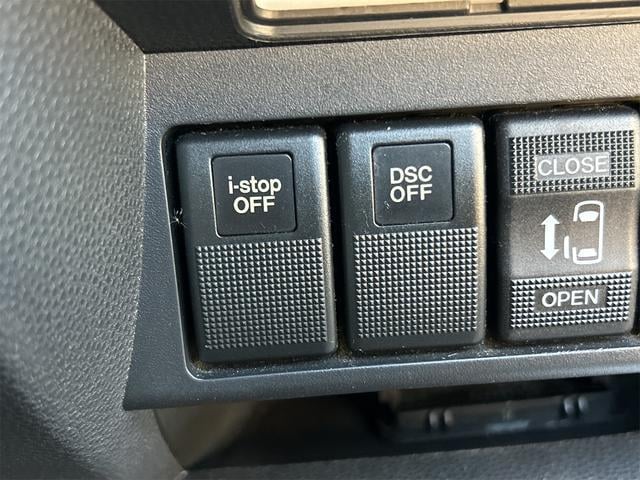 i-stop
OFF
DSC
OFF
CLOSE
OPEN